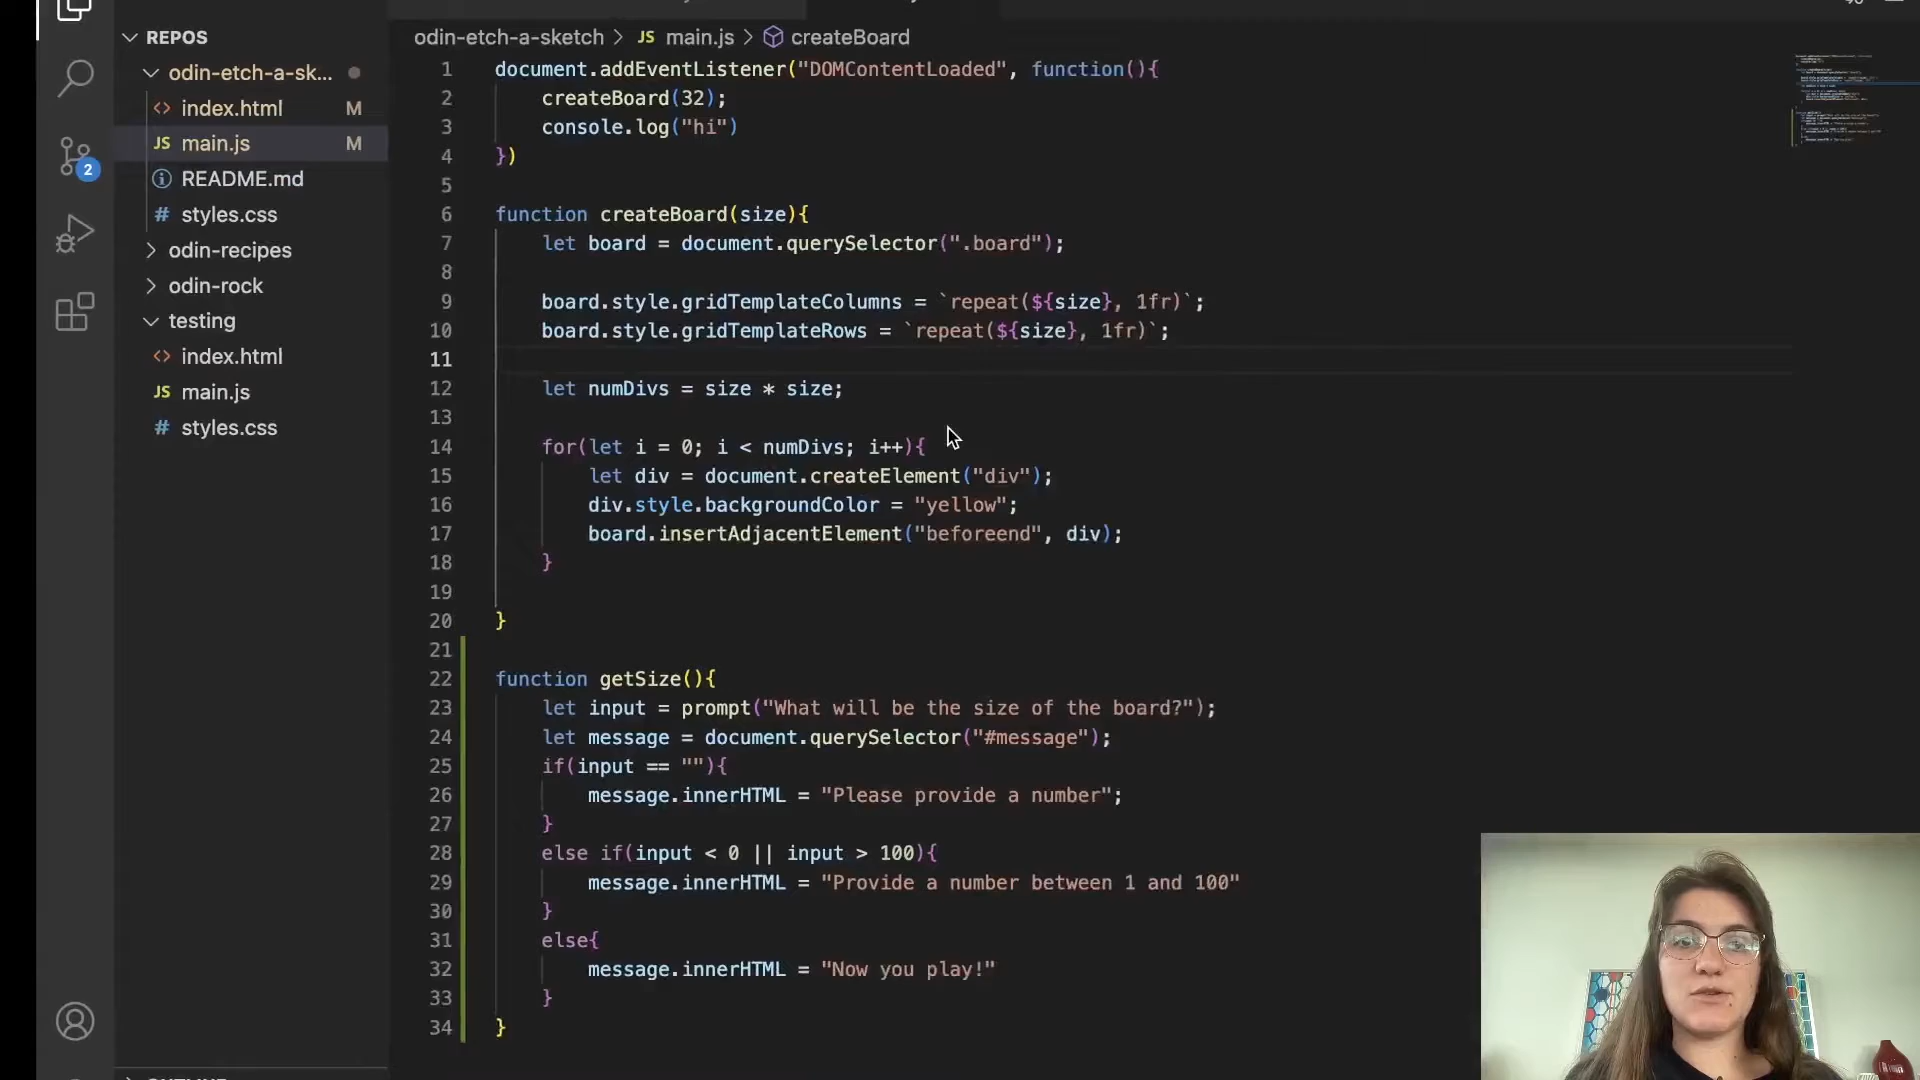 REPOS
odin-etch-a-sk...
index.html M
JS main.js M
README.md
# styles.css
odin-recipes
odin-rock
testing
index.html
JS main.js
# styles.css
2
odin-etch-a-sketch > JS main.js > createBoard
1 document.addEventListener("DOMContentLoaded", function(){
2 createBoard(32);
3 console.log("hi")
4 })
5
6 function createBoard(size){
7 let board = document.querySelector(".board");
8
9 board.style.gridTemplateColumns = `repeat(${size}, 1fr)`;
10 board.style.gridTemplateRows = `repeat(${size}, 1fr)`;
11
12 let numDivs = size * size;
13
14 for(let i = 0; i < numDivs; i++){
15 let div = document.createElement("div");
16 div.style.backgroundColor = "yellow";
17 board.insertAdjacentElement("beforeend", div);
18 }
19
20 }
21
22 function getSize(){
23 let input = prompt("What will be the size of the board?");
24 let message = document.querySelector("#message");
25 if(input == ""){
26 message.innerHTML = "Please provide a number";
27 }
28 else if(input < 0 || input > 100){
29 message.innerHTML = "Provide a number between 1 and 100"
30 }
31 else{
32 message.innerHTML = "Now you play!"
33 }
34 }